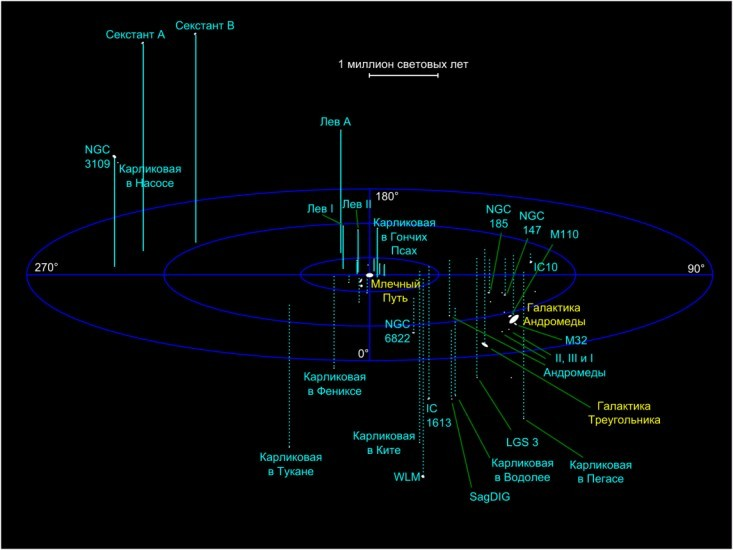 Секстант А
Секстант В
1 миллион световых лет
Лев А
NGC
3109
Карликовая
в Насосе
180°
Лев I
Лев II
Карликовая
в Гончих
Псах
NGC
185
NGC
147
М110
270°
90°
IC10
Млечный
Путь
Галактика
Андромеды
NGC
6822
0°
М32
II, III и I
Андромеды
Карликовая
в Фениксе
Галактика
Треугольника
IC
1613
LGS 3
Карликовая
в Тукане
Карликовая
в Ките
Карликовая
в Водолее
Карликовая
в Пегасе
WLM
SagDIG